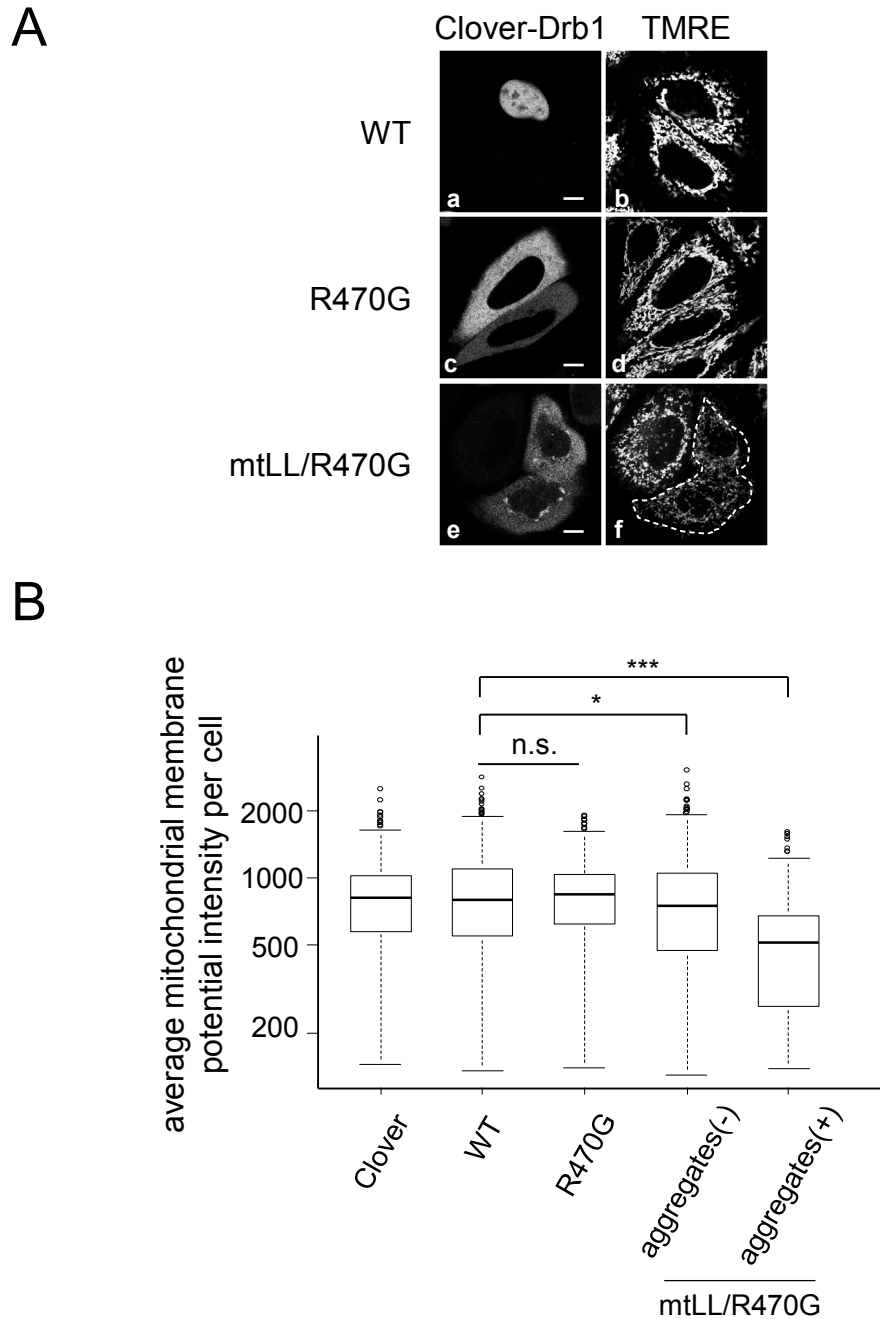 A
Clover-Drb1 TMRE
WT
a b
R470G
c d
mtLL/R470G
e f
B
average mitochondrial membrane
potential intensity per cell
***
*
n.s.
2000
1000
500
200
Clover
WT
R470G
aggregates(-)
aggregates(+)
mtLL/R470G